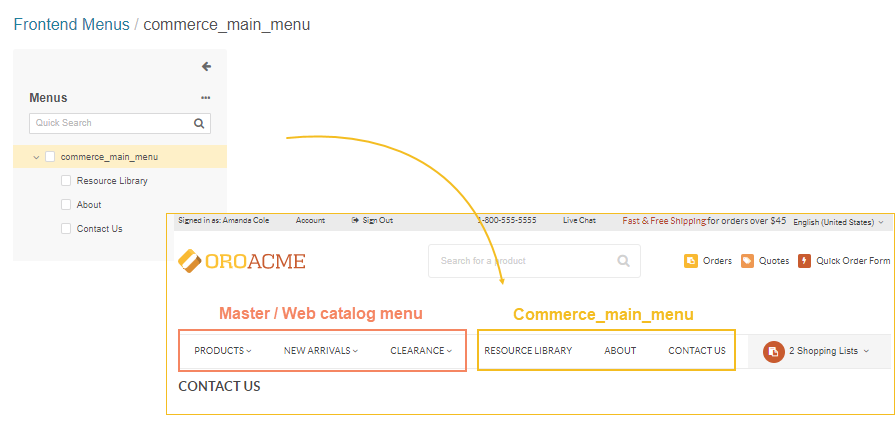 Frontend Menus / commerce_main_menu
Menus
Quick Search
commerce_main_menu
Resource Library
About
Contact Us
Signed in as: Amanda Cole Account Sign Out 1-800-555-5555 Live Chat Fast & Free Shipping for orders over $45 English (United States)
OROACME Search for a product Orders Quotes Quick Order Form
Master / Web catalog menu Commerce_main_menu
PRODUCTS NEW ARRIVALS CLEARANCE RESOURCE LIBRARY ABOUT CONTACT US 2 Shopping Lists
CONTACT US